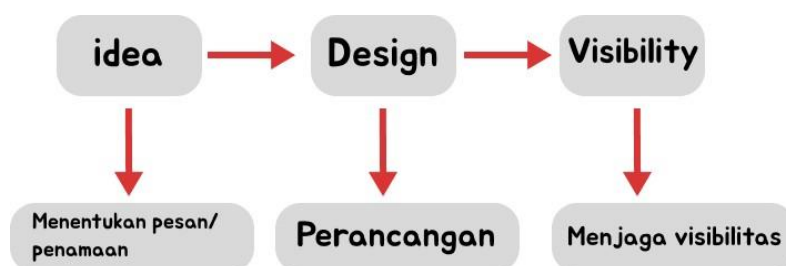 idea
Design
Visibility
Menentukan pesan/
penamaan
Perancangan
Menjaga visibilitas